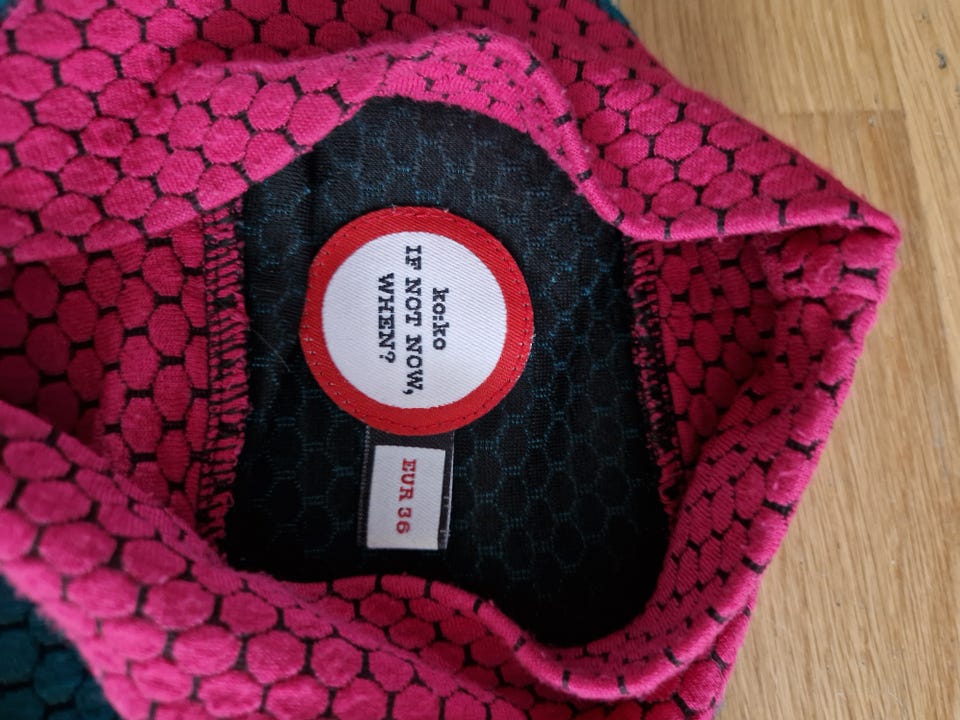 ko:ko
IF NOT NOW,
WHEN?
EUR 36